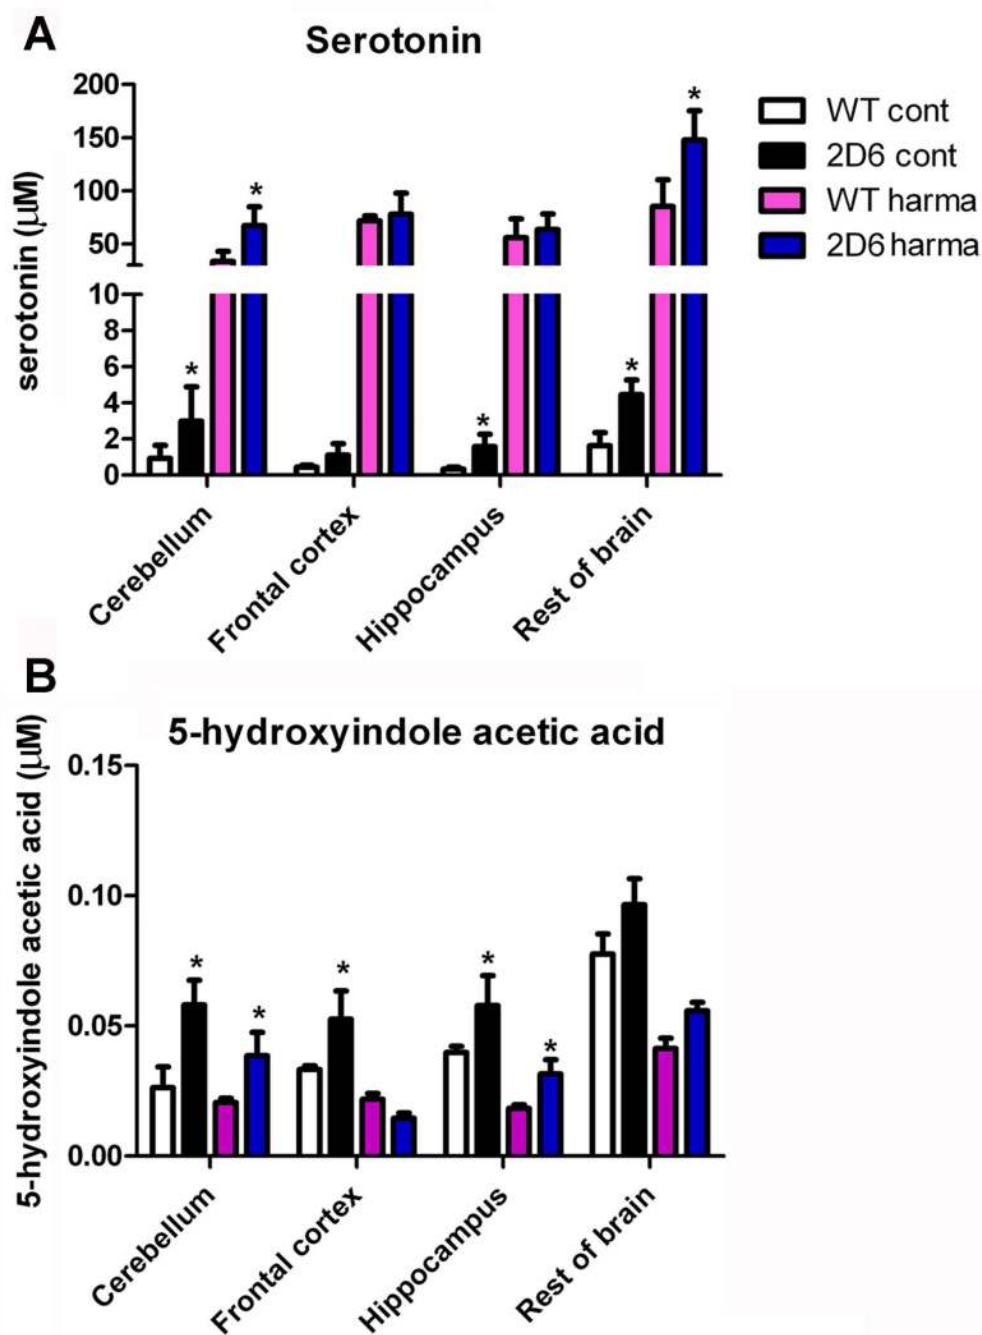 A
Serotonin
serotonin (μM)
200
150
100
50
10
8
6
4
2
0
*
*
*
*
*
WT cont
2D6 cont
WT harma
2D6 harma
Cerebellum
Frontal cortex
Hippocampus
Rest of brain
B
5-hydroxyindole acetic acid
5-hydroxyindole acetic acid (μM)
0.15
0.10
0.05
0.00
*
*
*
*
*
Cerebellum
Frontal cortex
Hippocampus
Rest of brain